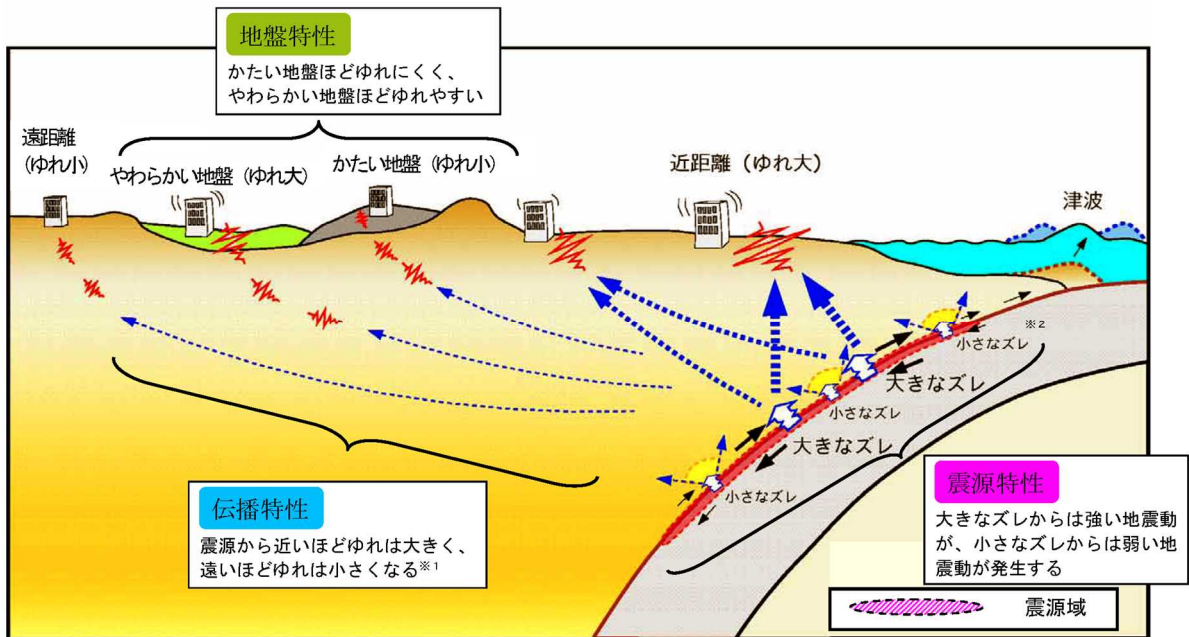 地盤特性
かたい地盤ほどゆれにくく、
やわらかい地盤ほどゆれやすい
遠距離
(ゆれ小)
やわらかい地盤(ゆれ大)
かたい地盤(ゆれ小)
近距離(ゆれ大)
津波
※2
小さなズレ
大きなズレ
小さなズレ
大きなズレ
小さなズレ
伝播特性
震源から近いほどゆれは大きく、
遠いほどゆれは小さくなる※1
震源特性
大きなズレからは強い地震動
が、小さなズレからは弱い地
震動が発生する
震源域